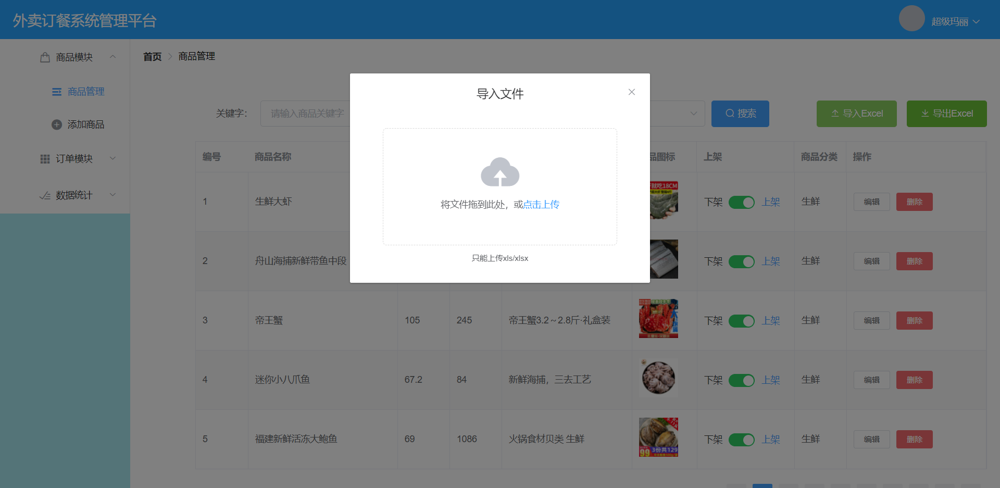 外卖订餐系统管理平台
超级玛丽
商品模块
商品管理
添加商品
订单模块
数据统计
首页 商品管理
关键字: 请输入商品关键字 搜索 导入Excel 导出Excel
导入文件
将文件拖到此处，或点击上传
只能上传xls/xlsx
编号 商品名称 品图标 上架 商品分类 操作
1 生鲜大虾 就吃18CM 下架 上架 生鲜 编辑 删除
2 舟山海捕新鲜带鱼中段 下架 上架 生鲜 编辑 删除
3 帝王蟹 105 245 帝王蟹3.2～2.8斤·礼盒装 下架 上架 生鲜 编辑 删除
4 迷你小八爪鱼 67.2 84 新鲜海捕，三去工艺 下架 上架 生鲜 编辑 删除
5 福建新鲜活冻大鲍鱼 69 1086 火锅食材贝类 生鲜 99 3份共129 下架 上架 生鲜 编辑 删除